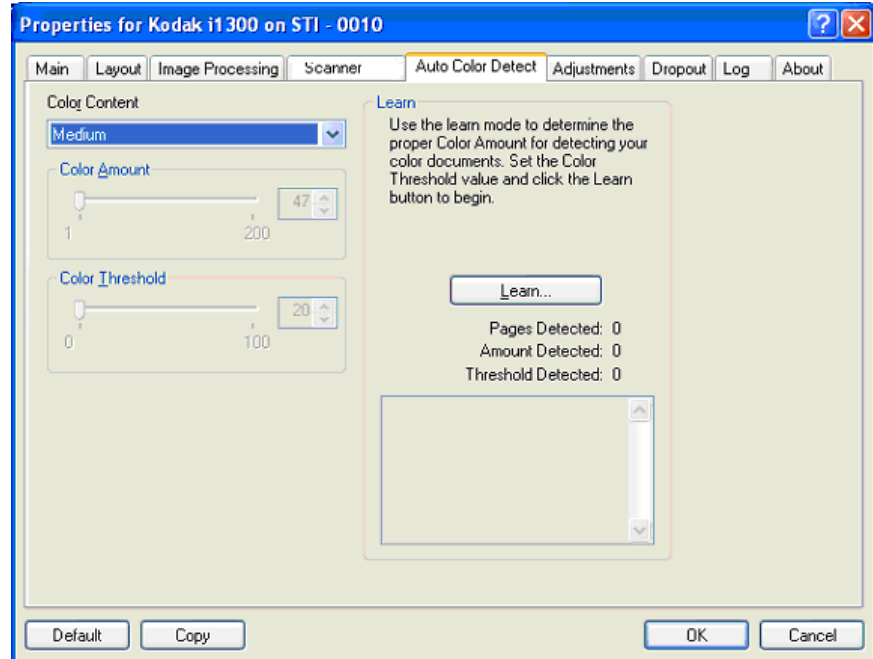 Properties for Kodak i1300 on STI - 0010
Main Layout Image Processing Scanner Auto Color Detect Adjustments Dropout Log About
Color Content
Medium
Color Amount
47
1 200
Color Threshold
20
0 100
Learn
Use the learn mode to determine the
proper Color Amount for detecting your
color documents. Set the Color
Threshold value and click the Learn
button to begin.
Learn...
Pages Detected: 0
Amount Detected: 0
Threshold Detected: 0
Default Copy OK Cancel